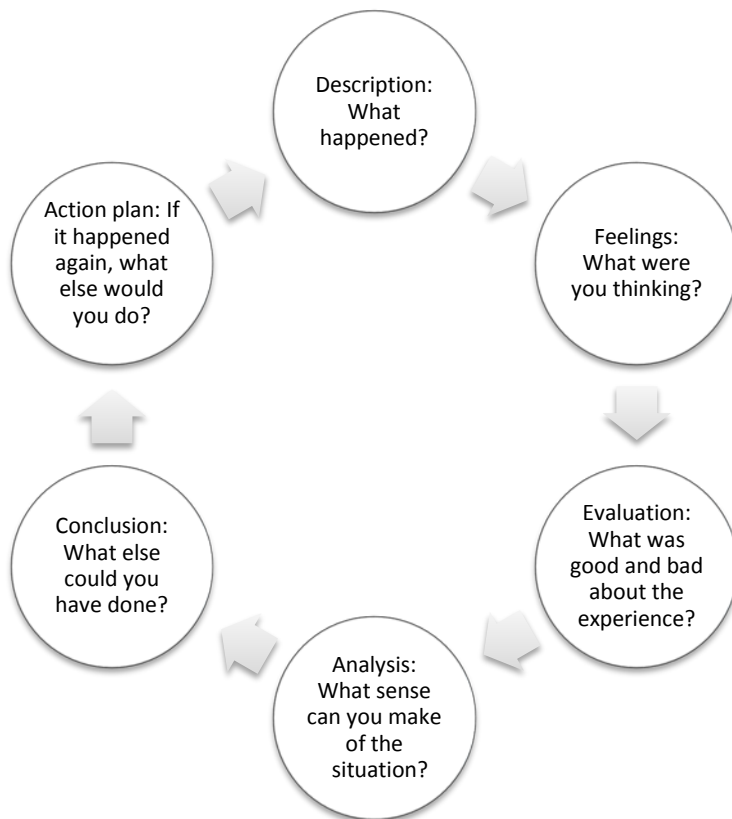 Description:
What
happened?
Feelings:
What were
you thinking?
Evaluation:
What was
good and bad
about the
experience?
Analysis:
What sense
can you make
of the
situation?
Conclusion:
What else
could you
have done?
Action plan: If
it happened
again, what
else would
you do?